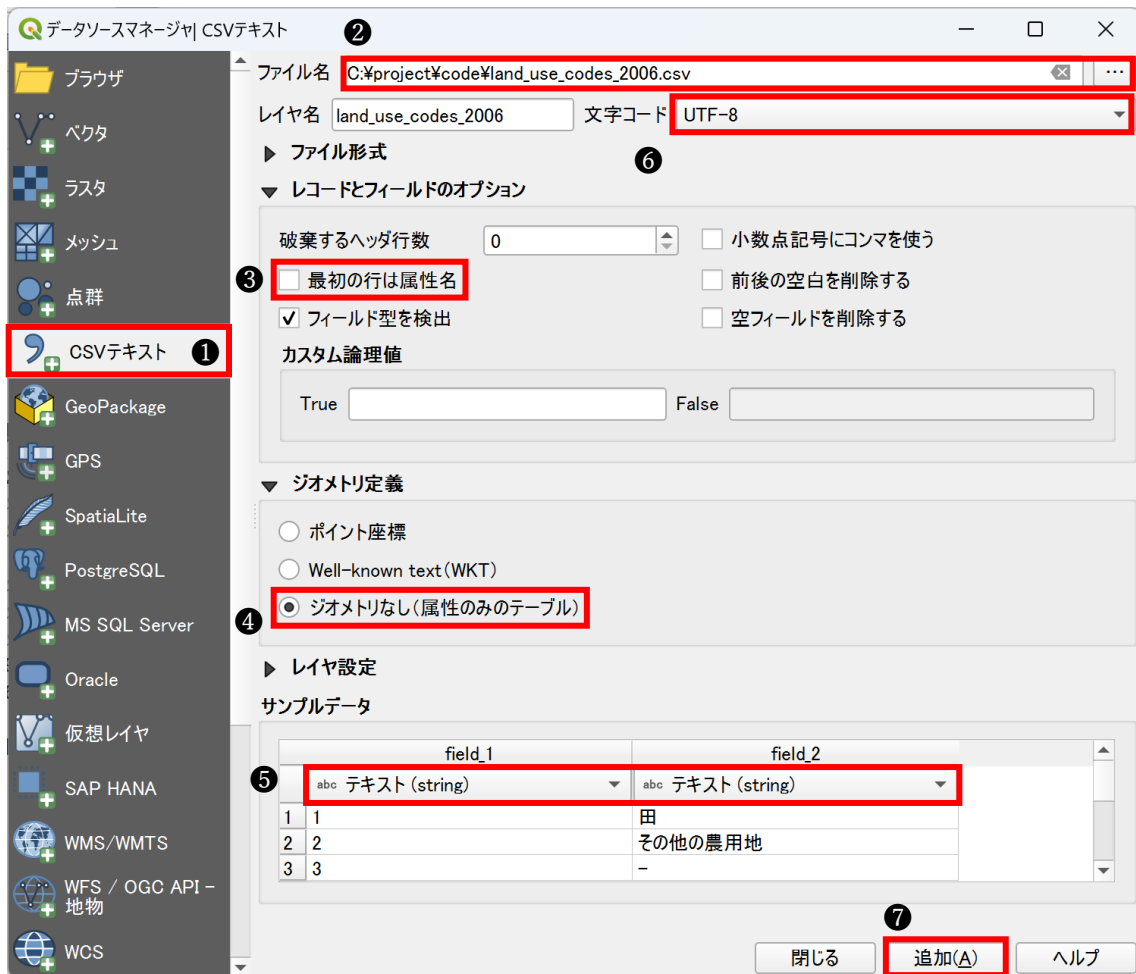 データソースマネージャ| CSVテキスト
❷
ブラウザ
ベクタ
ラスタ
メッシュ
点群
CSVテキスト ❶
GeoPackage
GPS
SpatiaLite
PostgreSQL
MS SQL Server
Oracle
仮想レイヤ
SAP HANA
WMS/WMTS
WFS / OGC API -
地物
WCS
ファイル名 C:¥project¥code¥land_use_codes_2006.csv ...
レイヤ名 land_use_codes_2006 文字コード UTF-8
❻
ファイル形式
レコードとフィールドのオプション
破棄するヘッダ行数 0 小数点記号にコンマを使う
❸ 最初の行は属性名 前後の空白を削除する
フィールド型を検出 空フィールドを削除する
カスタム論理値
True False
ジオメトリ定義
ポイント座標
Well-known text(WKT)
❹ ジオメトリなし(属性のみのテーブル)
レイヤ設定
サンプルデータ
field_1 field_2
❺ abc テキスト (string) abc テキスト (string)
1 1 田
2 2 その他の農用地
3 3 -
❼
閉じる 追加(A) ヘルプ